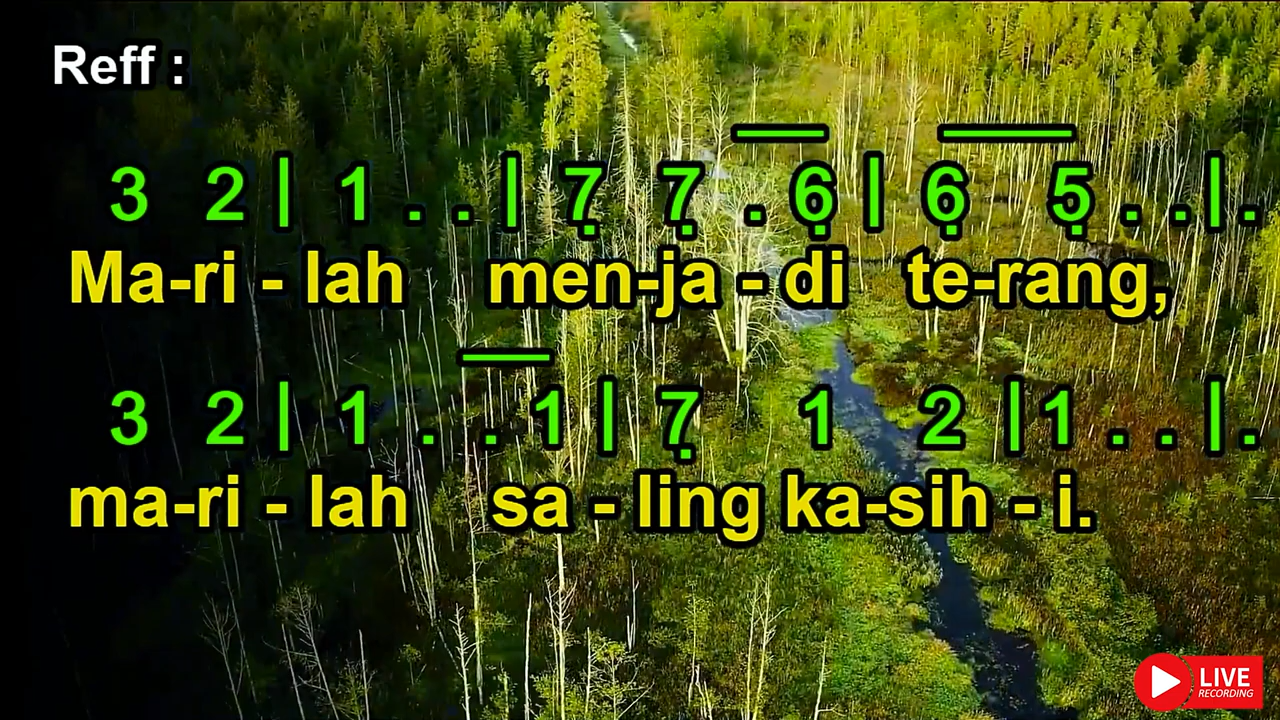 Reff :
3 2 | 1 . . | 7̣ 7̣ . 6̣ | 6̣ 5̣ . . | .
Ma-ri - lah men-ja - di te-rang,
3 2 | 1 . . 1 | 7̣ 1 2 | 1 . . | .
ma-ri - lah sa - ling ka-sih - i.
LIVE
RECORDING